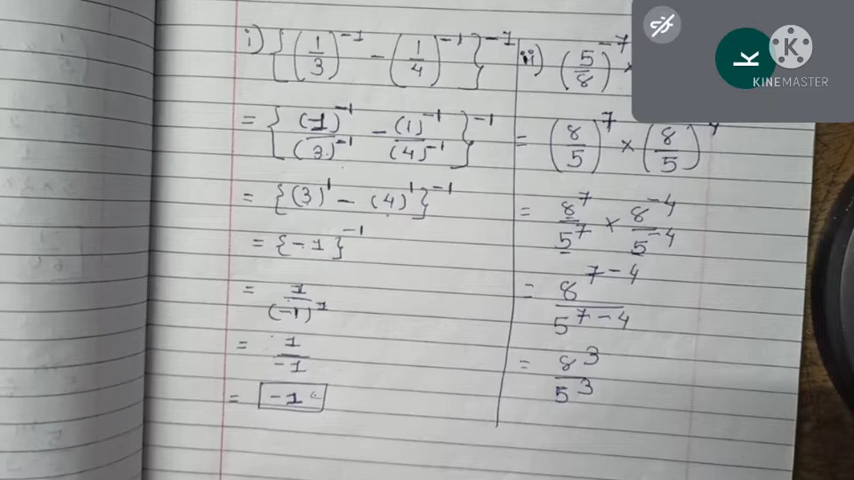 i) {(1/3)^-1 - (1/4)^-1}^-1
= {(1)^-1/(3)^-1 - (1)^-1/(4)^-1}^-1
= {(3)^1 - (4)^1}^-1
= {-1}^-1
= 1/(-1)^1
= 1/-1
= -1
ii) (5/8)^-7 ×
= (8/5)^7 × (8/5)^-4
= 8^7/5^7 × 8^-4/5^-4
= 8^7-4/5^7-4
= 8^3/5^3
K
K
KINEMASTER